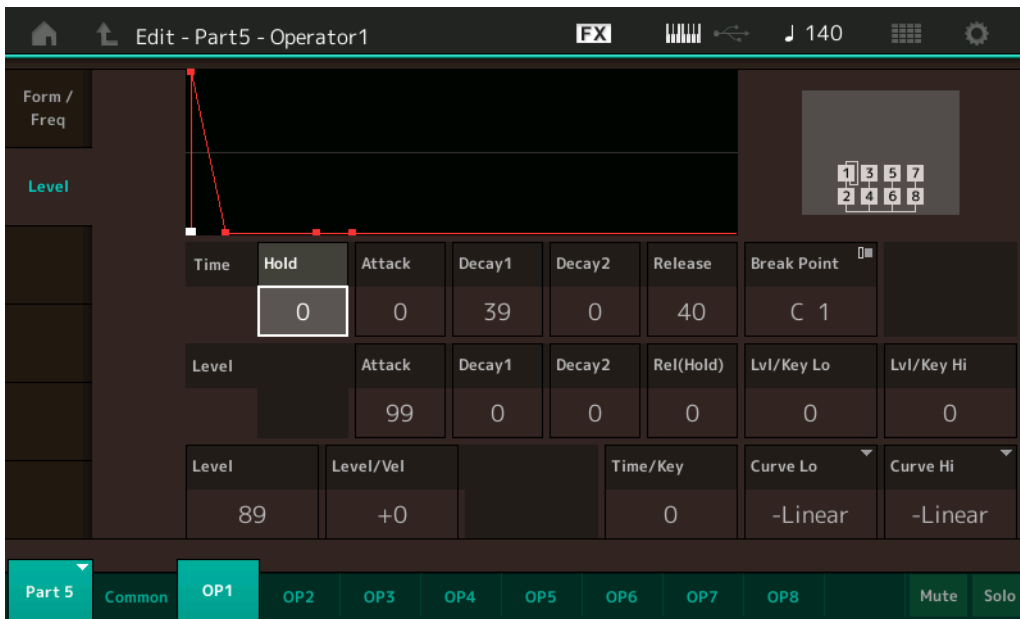 Edit - Part5 - Operator1 FX ♩ 140
Form /
Freq
Level
1 3 5 7
2 4 6 8
Time Hold Attack Decay1 Decay2 Release Break Point
0 0 39 0 40 C 1
Level Attack Decay1 Decay2 Rel(Hold) Lvl/Key Lo Lvl/Key Hi
99 0 0 0 0 0
Level Level/Vel Time/Key Curve Lo Curve Hi
89 +0 0 -Linear -Linear
Part 5 Common OP1 OP2 OP3 OP4 OP5 OP6 OP7 OP8 Mute Solo